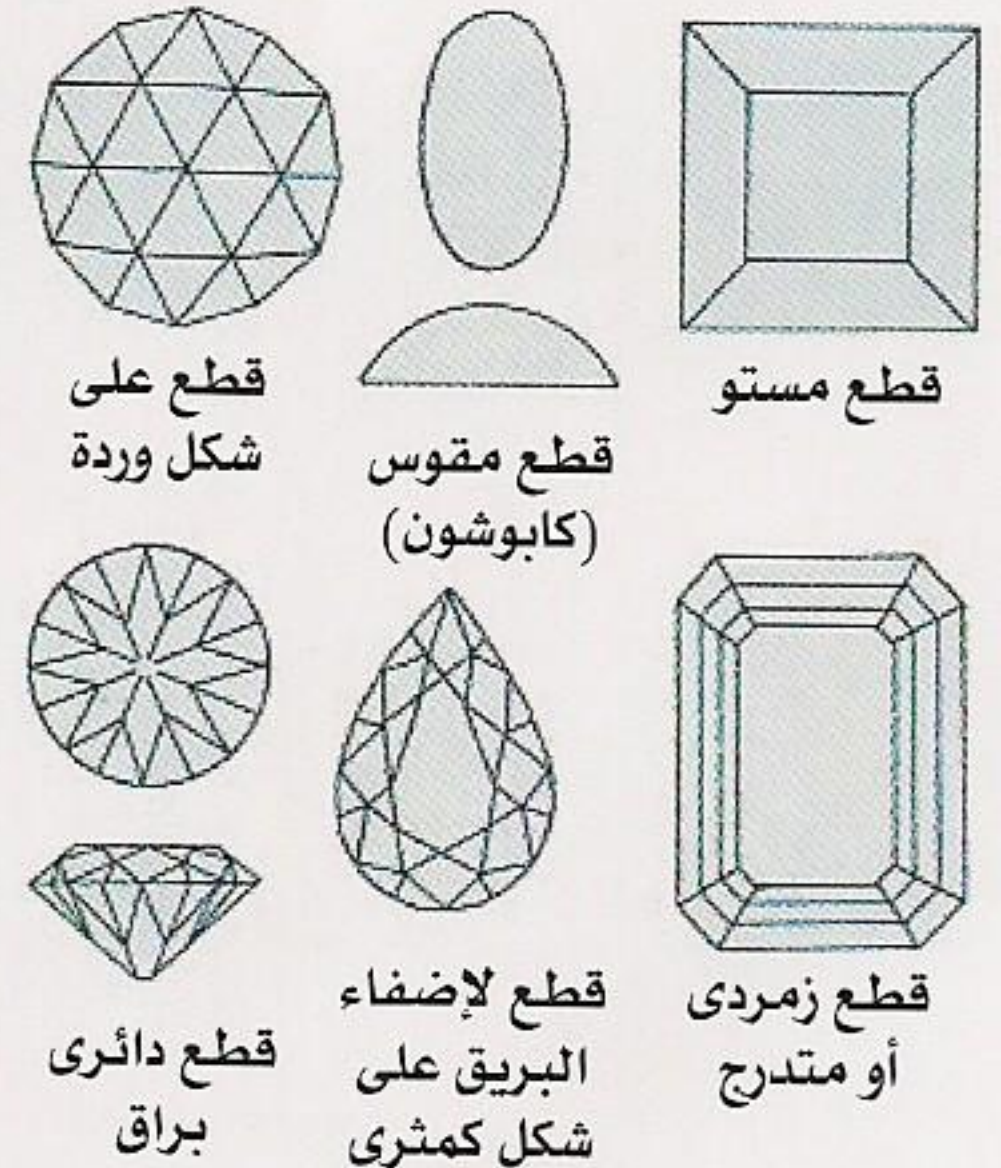 قطع مستو
قطع مقوس
(كابوشون)
قطع على
شكل وردة
قطع زمردى
أو متدرج
قطع لإضفاء
البريق على
شكل كمثرى
قطع دائرى
براق